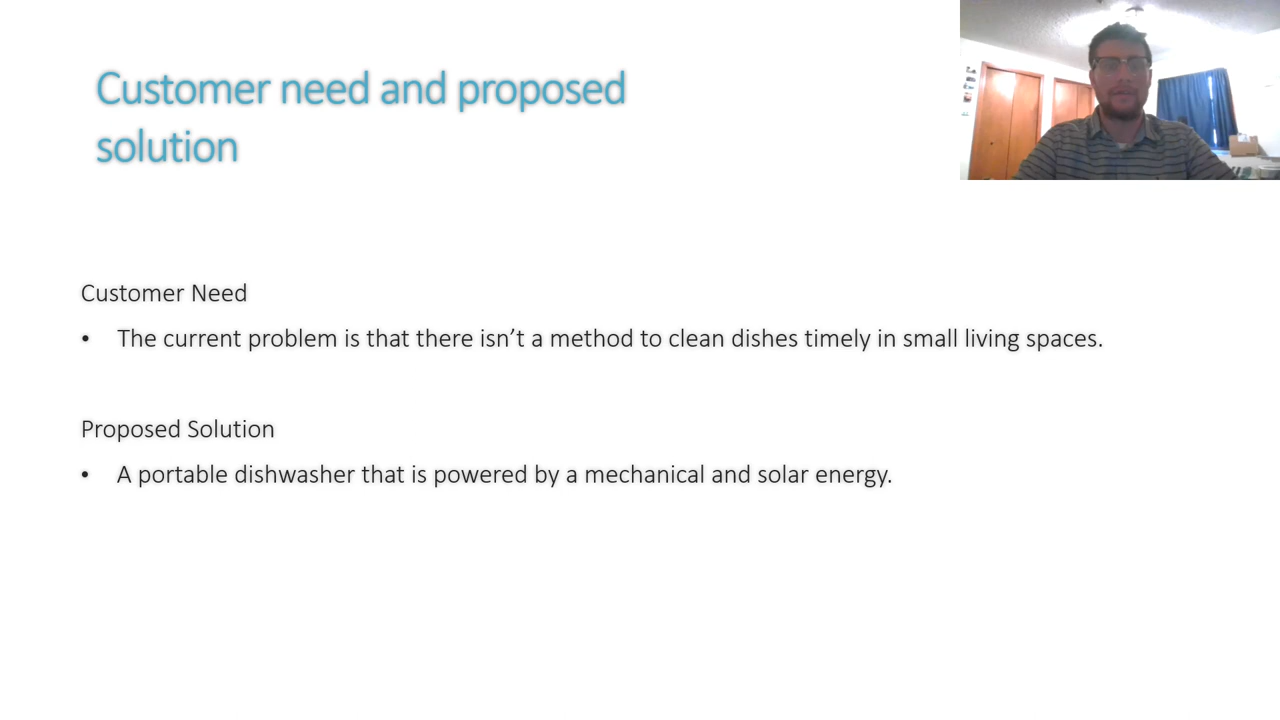 Customer need and proposed
solution
Customer Need
• The current problem is that there isn’t a method to clean dishes timely in small living spaces.
Proposed Solution
• A portable dishwasher that is powered by a mechanical and solar energy.